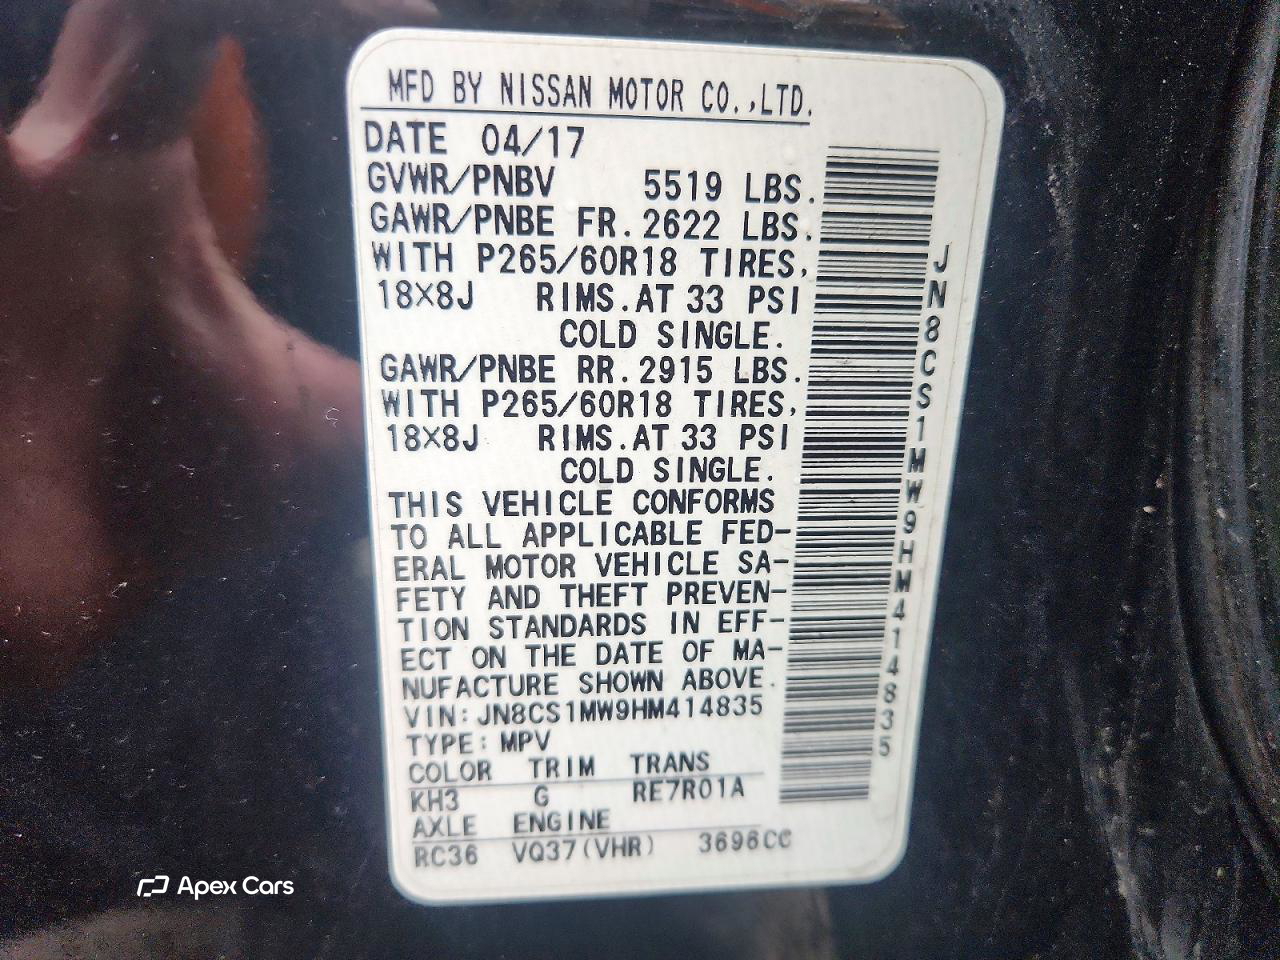 MFD BY NISSAN MOTOR CO.,LTD.
DATE 04/17
GVWR/PNBV 5519 LBS.
GAWR/PNBE FR.2622 LBS.
WITH P265/60R18 TIRES,
18×8J RIMS.AT 33 PSI
COLD SINGLE.
GAWR/PNBE RR.2915 LBS.
WITH P265/60R18 TIRES,
18×8J RIMS.AT 33 PSI
COLD SINGLE.
THIS VEHICLE CONFORMS
TO ALL APPLICABLE FED-
ERAL MOTOR VEHICLE SA-
FETY AND THEFT PREVEN-
TION STANDARDS IN EFF-
ECT ON THE DATE OF MA-
NUFACTURE SHOWN ABOVE.
VIN: JN8CS1MW9HM414835
TYPE: MPV
COLOR TRIM TRANS
KH3 G RE7R01A
AXLE ENGINE
RC36 VQ37(VHR) 3696CC
JN8CS1MW9HM414835
Apex Cars